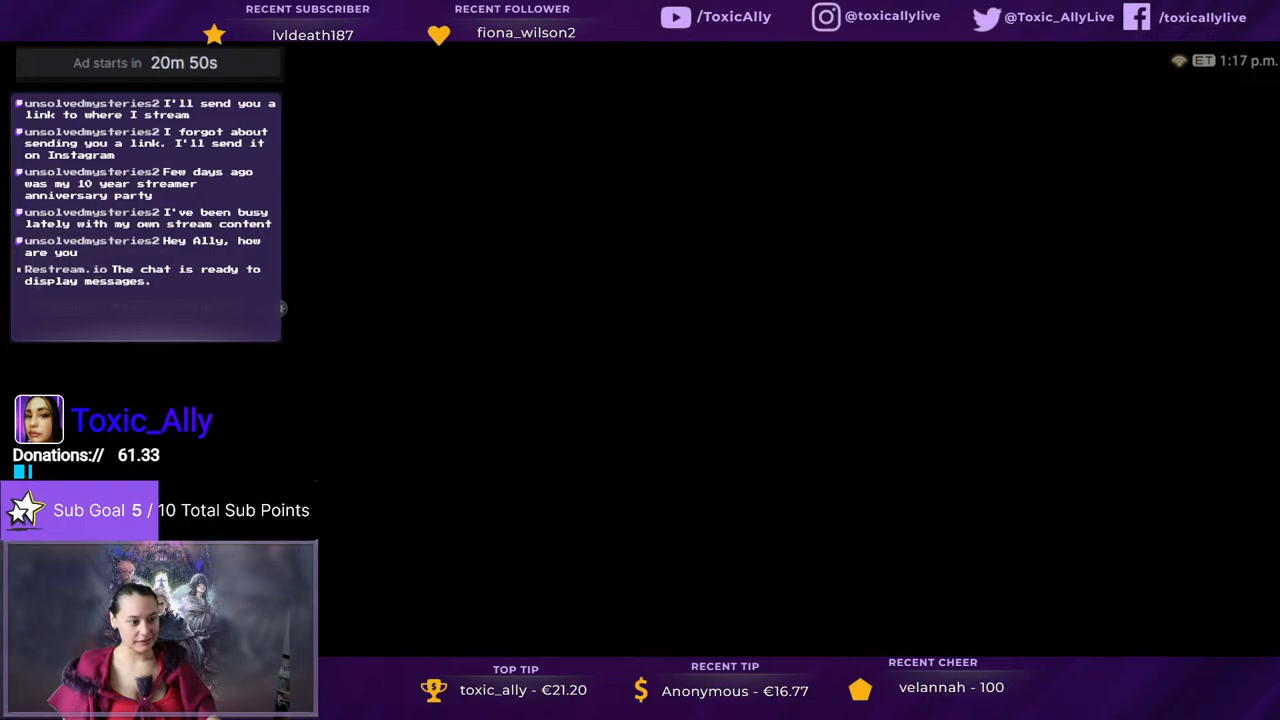 RECENT SUBSCRIBER
lvldeath187
RECENT FOLLOWER
fiona_wilson2
/ToxicAlly
@toxicallylive
@Toxic_AllyLive
/toxicallylive
Ad starts in 20m 50s
ET 1:17 p.m.
unsolvedmysteries2 I'll send you a
link to where I stream
unsolvedmysteries2 I forgot about
sending you a link. I'll send it
on Instagram
unsolvedmysteries2 Few days ago
was my 10 year streamer
anniversary party
unsolvedmysteries2 I've been busy
lately with my own stream content
unsolvedmysteries2 Hey Ally, how
are you
R Restream.io The chat is ready to
display messages.
Toxic_Ally
Donations// 61.33
Sub Goal 5 / 10 Total Sub Points
TOP TIP
toxic_ally - €21.20
RECENT TIP
Anonymous - €16.77
RECENT CHEER
velannah - 100